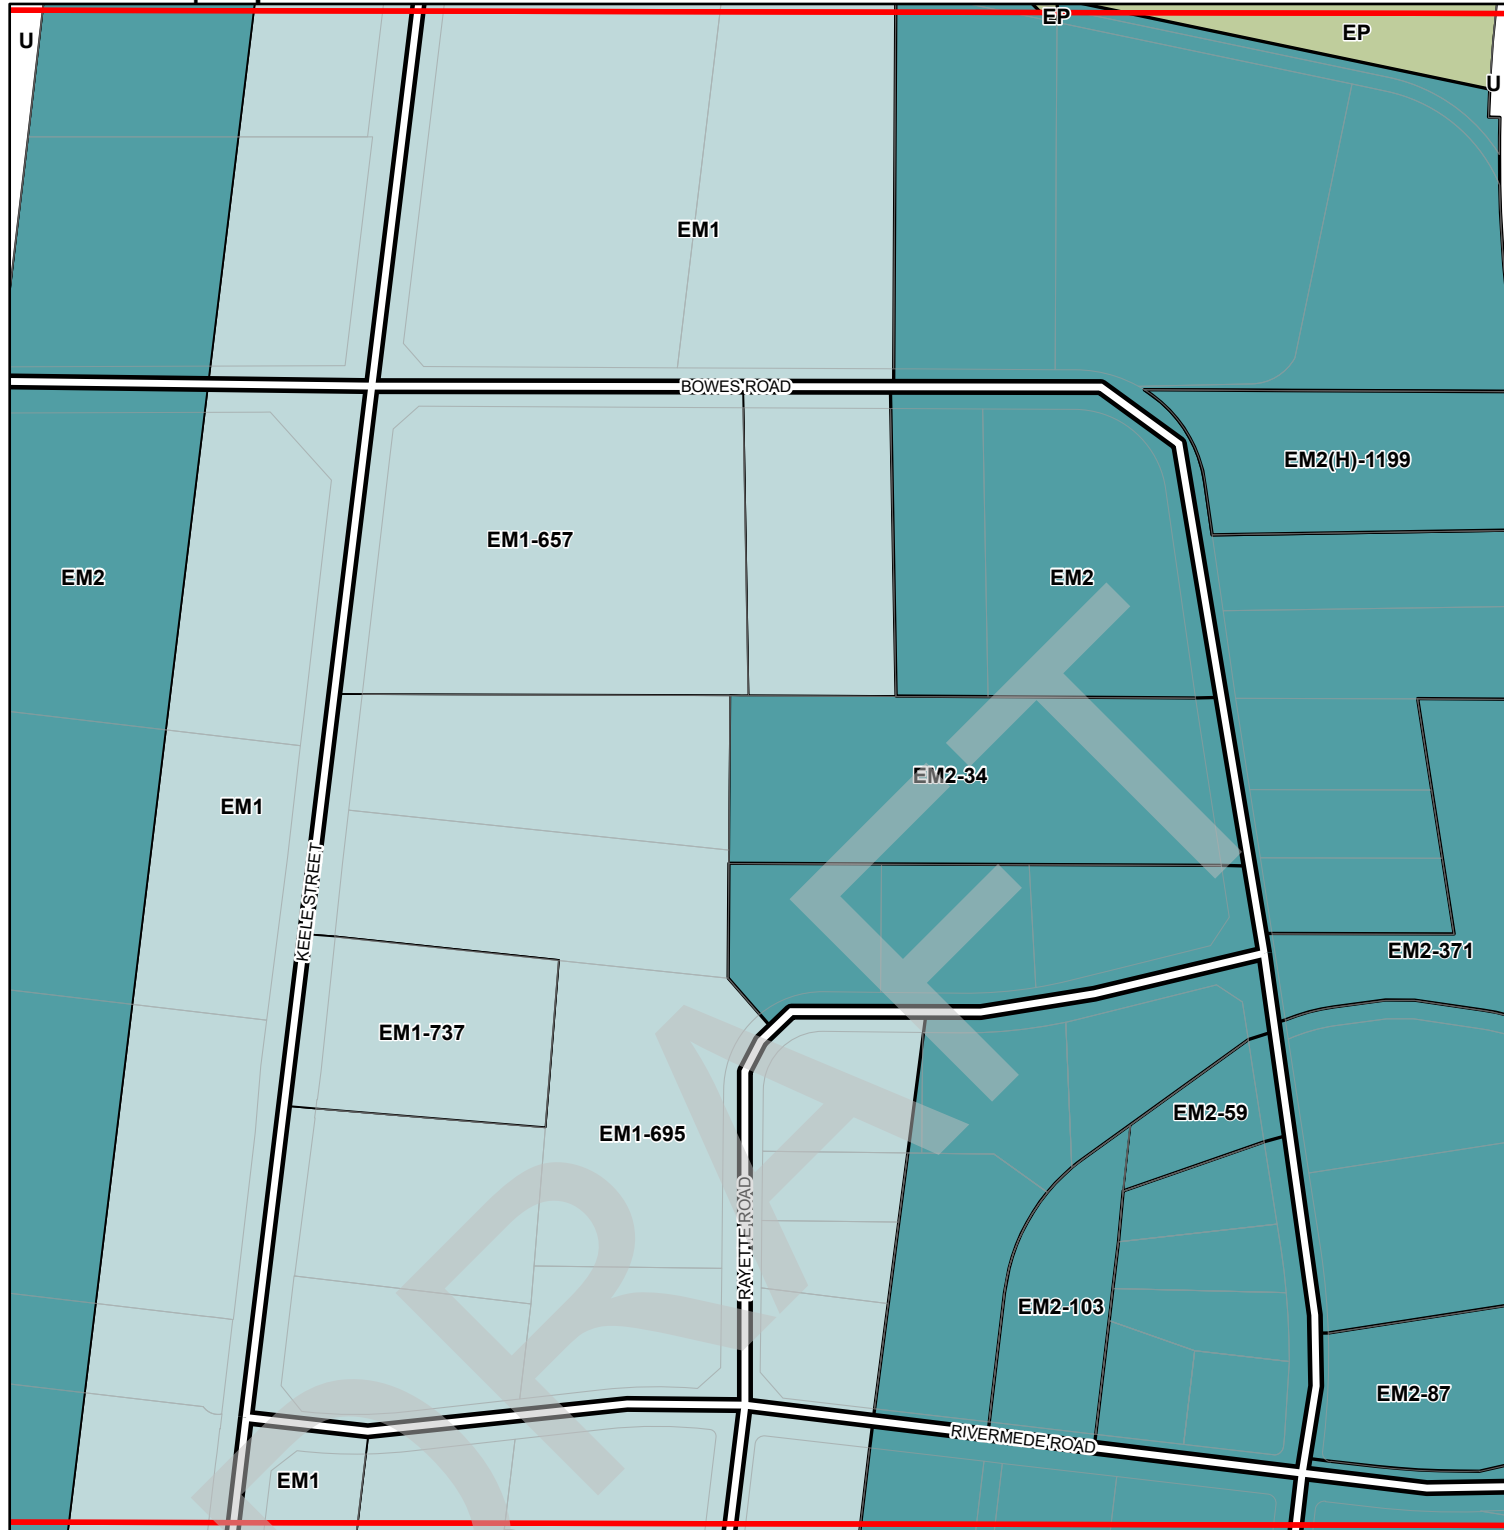 U
EP
EP
U
EM1
BOWES ROAD
EM2(H)-1199
EM1-657
EM2
EM2
EM2-34
EM1
KEELE STREET
EM2-371
EM1-737
EM2-59
EM1-695
RAYETTE ROAD
EM2-103
EM2-87
RIVERMEDE ROAD
EM1
DRAFT